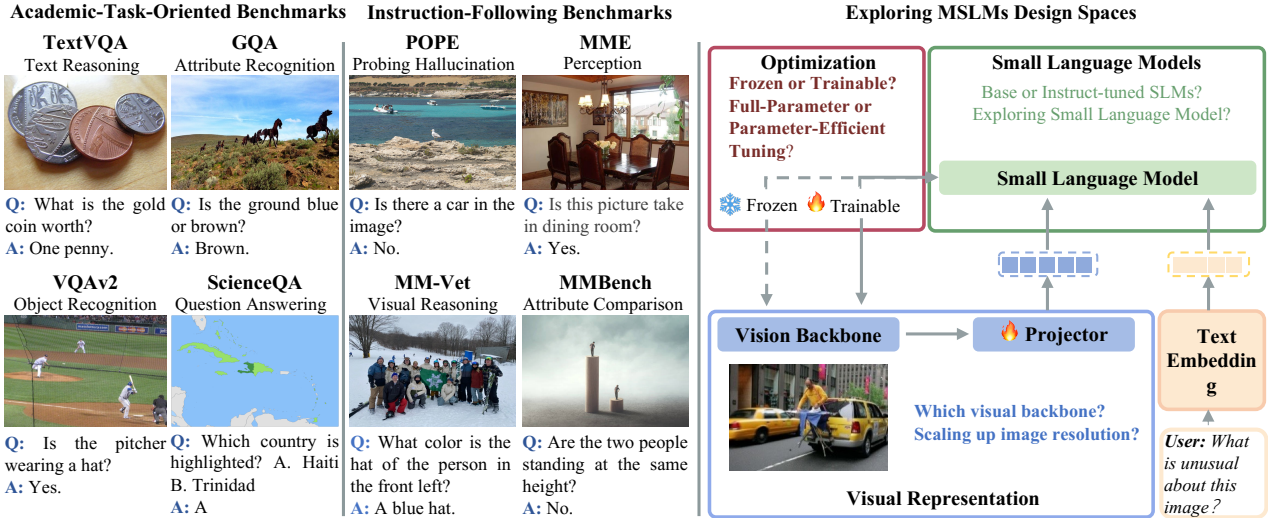 Academic-Task-Oriented Benchmarks
TextVQA
Text Reasoning
Q: What is the gold
coin worth?
A: One penny.
GQA
Attribute Recognition
Q: Is the ground blue
or brown?
A: Brown.
VQAv2
Object Recognition
Q: Is the pitcher
wearing a hat?
A: Yes.
ScienceQA
Question Answering
Q: Which country is
highlighted? A. Haiti
B. Trinidad
A: A
Instruction-Following Benchmarks
POPE
Probing Hallucination
Q: Is there a car in the
image?
A: No.
MME
Perception
Q: Is this picture take
in dining room?
A: Yes.
MM-Vet
Visual Reasoning
Q: What color is the
hat of the person in
the front left?
A: A blue hat.
MMBench
Attribute Comparison
Q: Are the two people
standing at the same
height?
A: No.
Exploring MSLMs Design Spaces
Optimization
Frozen or Trainable?
Full-Parameter or
Parameter-Efficient
Tuning?
Frozen
Trainable
Small Language Models
Base or Instruct-tuned SLMs?
Exploring Small Language Model?
Small Language Model
Vision Backbone
Projector
Which visual backbone?
Scaling up image resolution?
Visual Representation
Text
Embeddin
g
User: What
is unusual
about this
image?